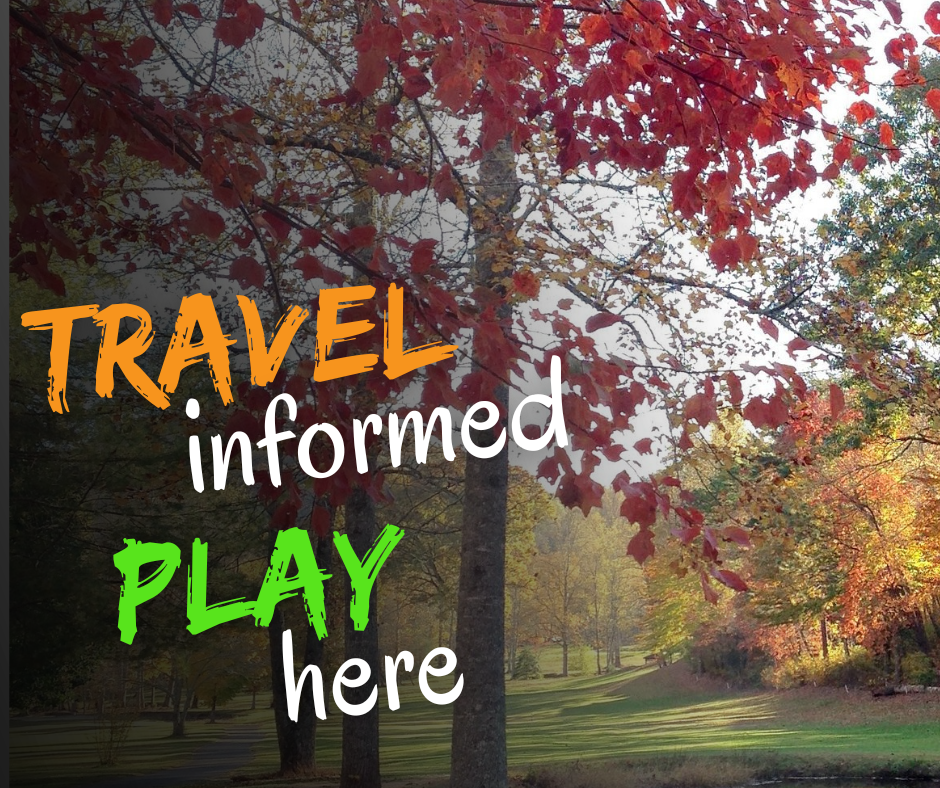 TRAVEL
informed
PLAY
here